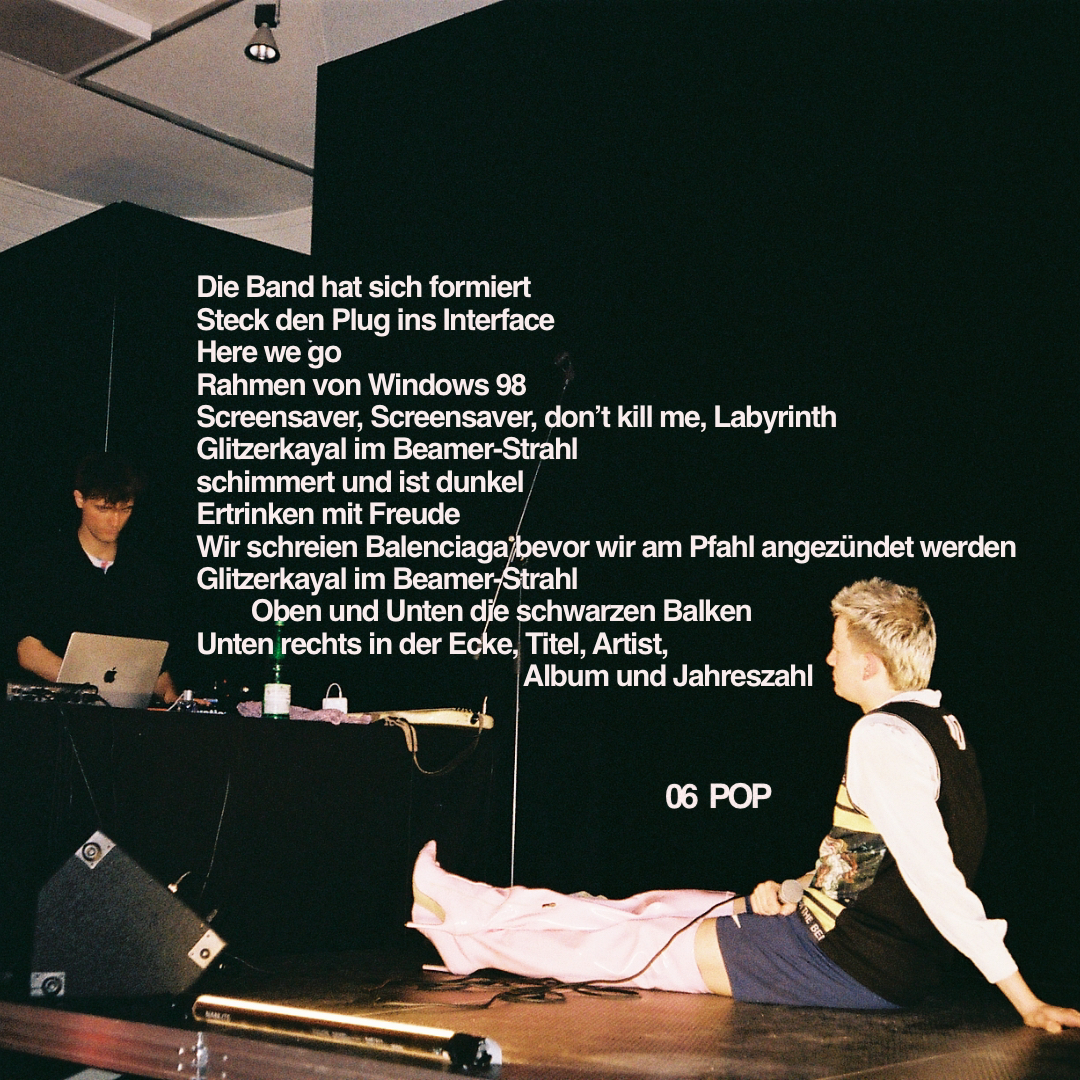 Die Band hat sich formiert
Steck den Plug ins Interface
Here we go
Rahmen von Windows 98
Screensaver, Screensaver, don’t kill me, Labyrinth
Glitzerkayal im Beamer-Strahl
schimmert und ist dunkel
Ertrinken mit Freude
Wir schreien Balenciaga bevor wir am Pfahl angezündet werden
Glitzerkayal im Beamer-Strahl
Oben und Unten die schwarzen Balken
Unten rechts in der Ecke, Titel, Artist,
Album und Jahreszahl
06 POP